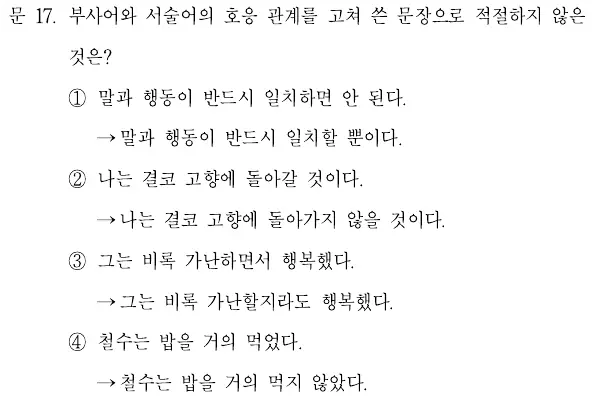 문 17. 부사어와 서술어의 호응 관계를 고쳐 쓴 문장으로 적절하지 않은
것은?
① 말과 행동이 반드시 일치하면 안 된다.
→말과 행동이 반드시 일치할 뿐이다.
② 나는 결코 고향에 돌아갈 것이다.
→나는 결코 고향에 돌아가지 않을 것이다.
③ 그는 비록 가난하면서 행복했다.
→그는 비록 가난할지라도 행복했다.
④ 철수는 밥을 거의 먹었다.
→철수는 밥을 거의 먹지 않았다.